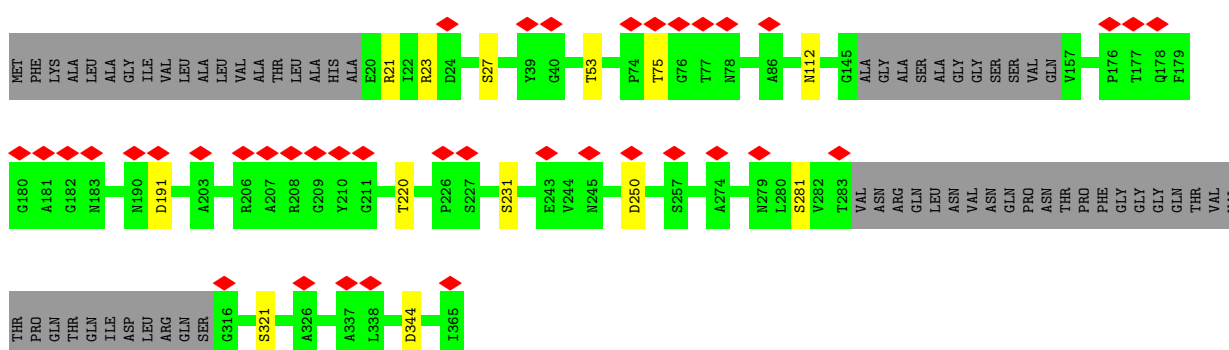 MET PHE LYS ALA LEU ALA GLY ILE VAL LEU ALA LEU VAL ALA THR LEU ALA HIS ALA E20 R21 I22 R23 D24 S27 Y39 G40 T53 P74 T75 G76 T77 N78 A86 N112 G145 ALA GLY ALA SER ALA GLY GLY SER SER VAL GLN V157 P176 T177 Q178 F179
G180 A181 G182 N183 N190 D191 A203 R206 A207 R208 G209 Y210 G211 T220 P226 S227 S231 E243 V244 N245 D250 S257 A274 N279 L280 S281 V282 T283 VAL ASN ARG GLN LEU ASN VAL ASN GLN PRO ASN THR PRO PHE GLY GLY GLY GLN THR VAL
THR PRO GLN THR GLN ILE ASP LEU ARG GLN SER G316 S321 A326 A337 L338 D344 I365